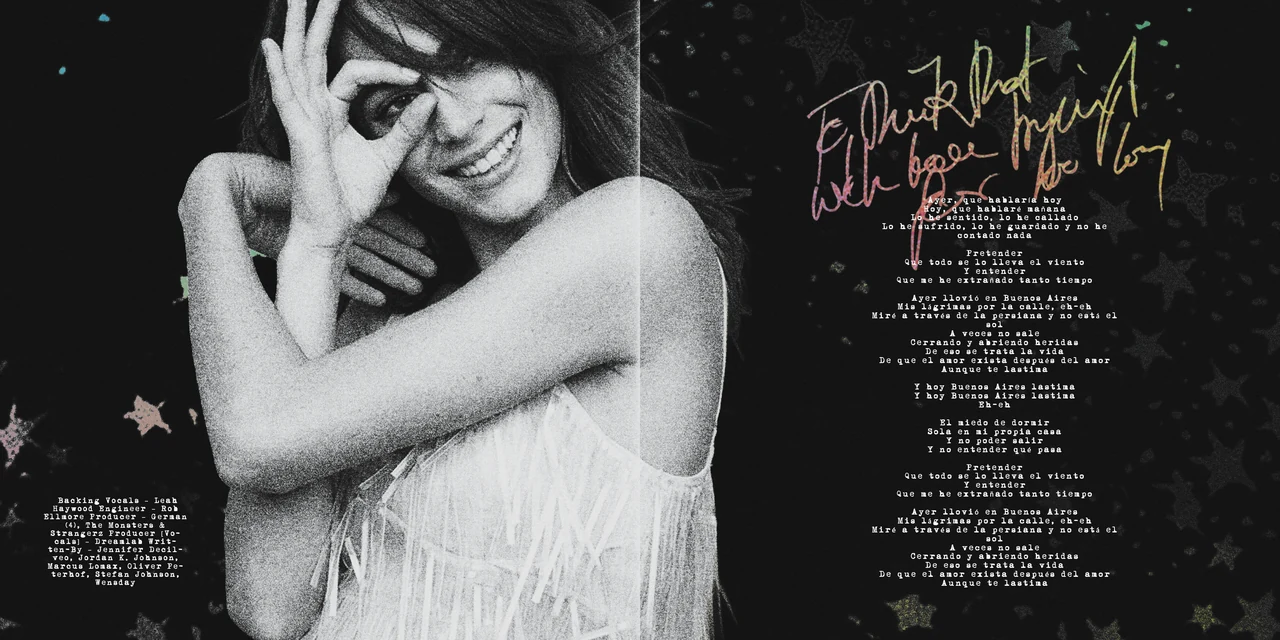 Backing Vocals - Leah
Haywood Engineer - Rob
Ellmore Producer - German
(4), The Monsters &
Strangerz Producer [Vo-
cals] - Dreamlab Writ-
ten-By - Jennifer Decil-
veo, Jordan K. Johnson,
Marcus Lomax, Oliver Pe-
terhof, Stefan Johnson,
Wensday
Ayer, que hablaría hoy
Hoy, que hablaré mañana
Lo he sentido, lo he callado
Lo he sufrido, lo he guardado y no he
contado nada
Pretender
Que todo se lo lleva el viento
Y entender
Que me he extrañado tanto tiempo
Ayer llovió en Buenos Aires
Mis lágrimas por la calle, eh-eh
Miré a través de la persiana y no está el
sol
A veces no sale
Cerrando y abriendo heridas
De eso se trata la vida
De que el amor exista después del amor
Aunque te lastima
Y hoy Buenos Aires lastima
Y hoy Buenos Aires lastima
Eh-eh
El miedo de dormir
Sola en mi propia casa
Y no poder salir
Y no entender qué pasa
Pretender
Que todo se lo lleva el viento
Y entender
Que me he extrañado tanto tiempo
Ayer llovió en Buenos Aires
Mis lágrimas por la calle, eh-eh
Miré a través de la persiana y no está el
sol
A veces no sale
Cerrando y abriendo heridas
De eso se trata la vida
De que el amor exista después del amor
Aunque te lastima